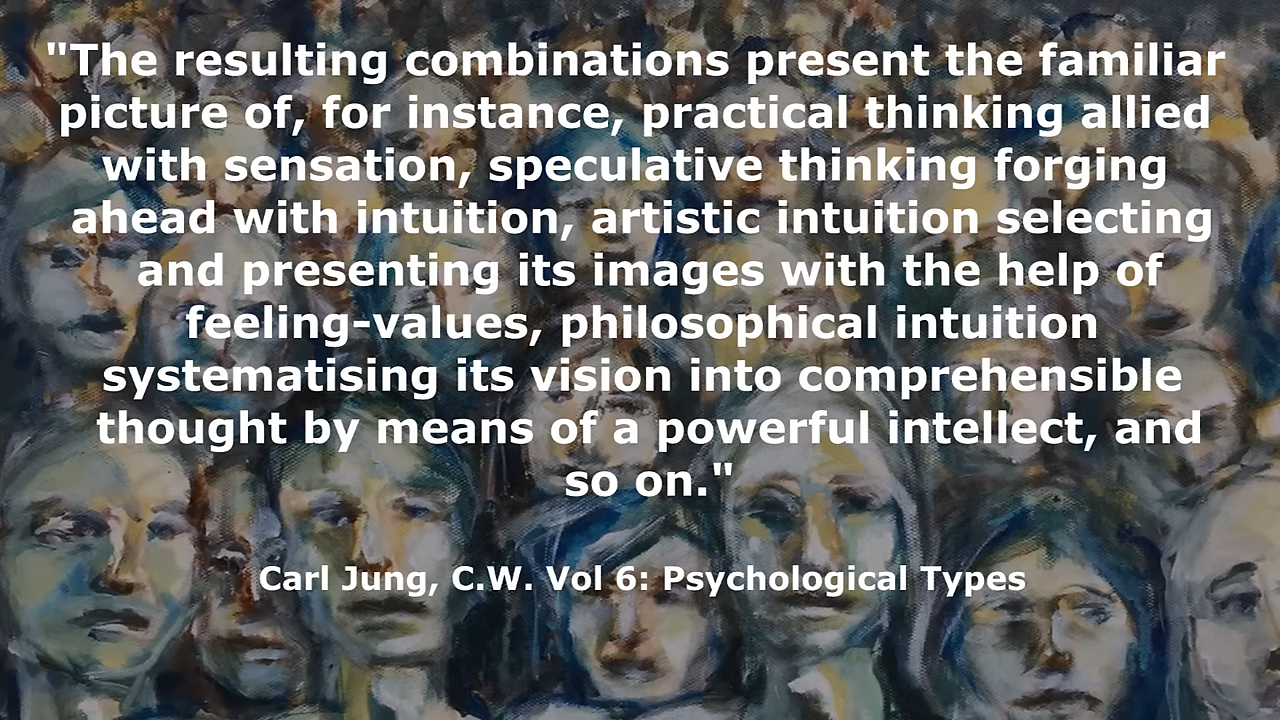 "The resulting combinations present the familiar
picture of, for instance, practical thinking allied
with sensation, speculative thinking forging
ahead with intuition, artistic intuition selecting
and presenting its images with the help of
feeling-values, philosophical intuition
systematising its vision into comprehensible
thought by means of a powerful intellect, and
so on."
Carl Jung, C.W. Vol 6: Psychological Types